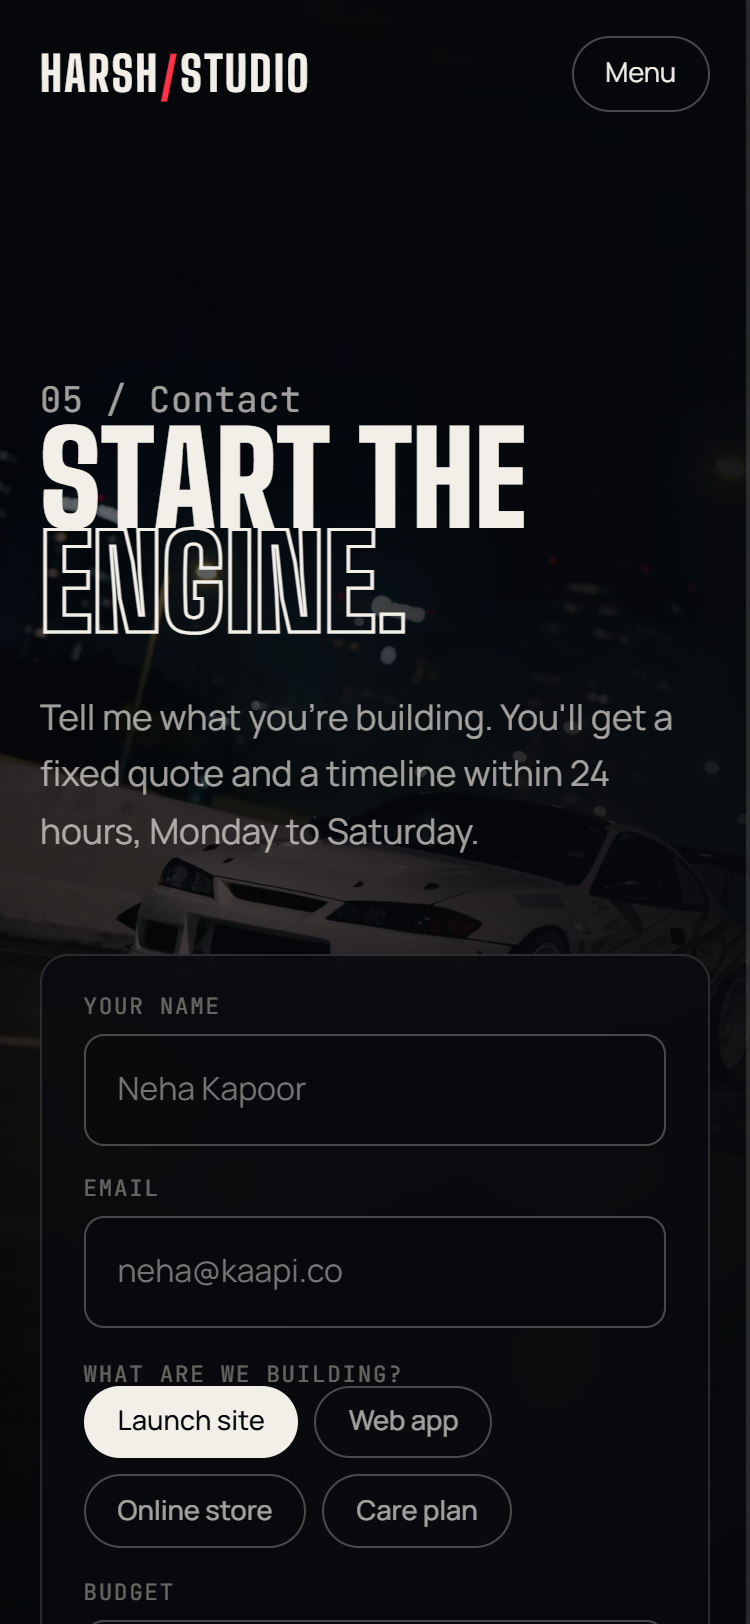 HARSH/STUDIO
Menu
05 / Contact
START THE
ENGINE.
Tell me what you’re building. You'll get a
fixed quote and a timeline within 24
hours, Monday to Saturday.
YOUR NAME
Neha Kapoor
EMAIL
neha@kaapi.co
WHAT ARE WE BUILDING?
Launch site
Web app
Online store
Care plan
BUDGET